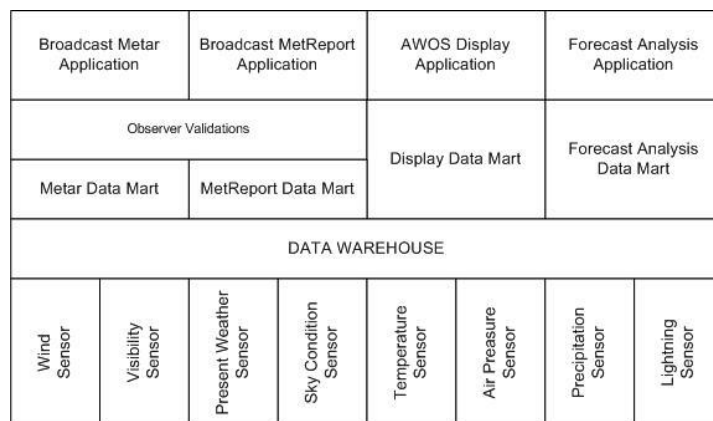 Broadcast Metar
Application
Broadcast MetReport
Application
AWOS Display
Application
Forecast Analysis
Application
Observer Validations
Display Data Mart
Forecast Analysis
Data Mart
Metar Data Mart
MetReport Data Mart
DATA WAREHOUSE
Wind
Sensor
Visibility
Sensor
Present Weather
Sensor
Sky Condition
Sensor
Temperature
Sensor
Air Preasure
Sensor
Precipitation
Sensor
Lightning
Sensor